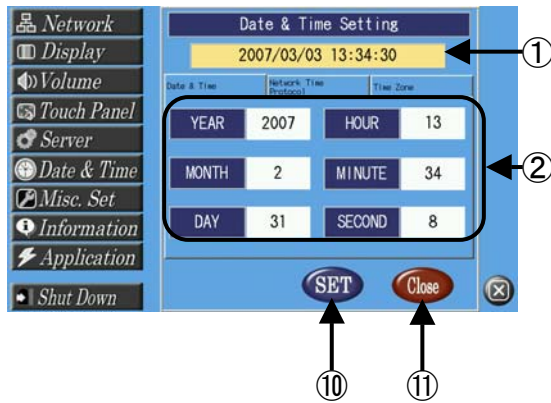 Network
Display
Volume
Touch Panel
Server
Date & Time
Misc. Set
Information
Application
Shut Down
Date & Time Setting
2007/03/03 13:34:30
①
Date & Time
Network Time
Protocol
Time Zone
YEAR 2007 HOUR 13
②
MONTH 2 MINUTE 34
DAY 31 SECOND 8
SET Close
⑩ ⑪